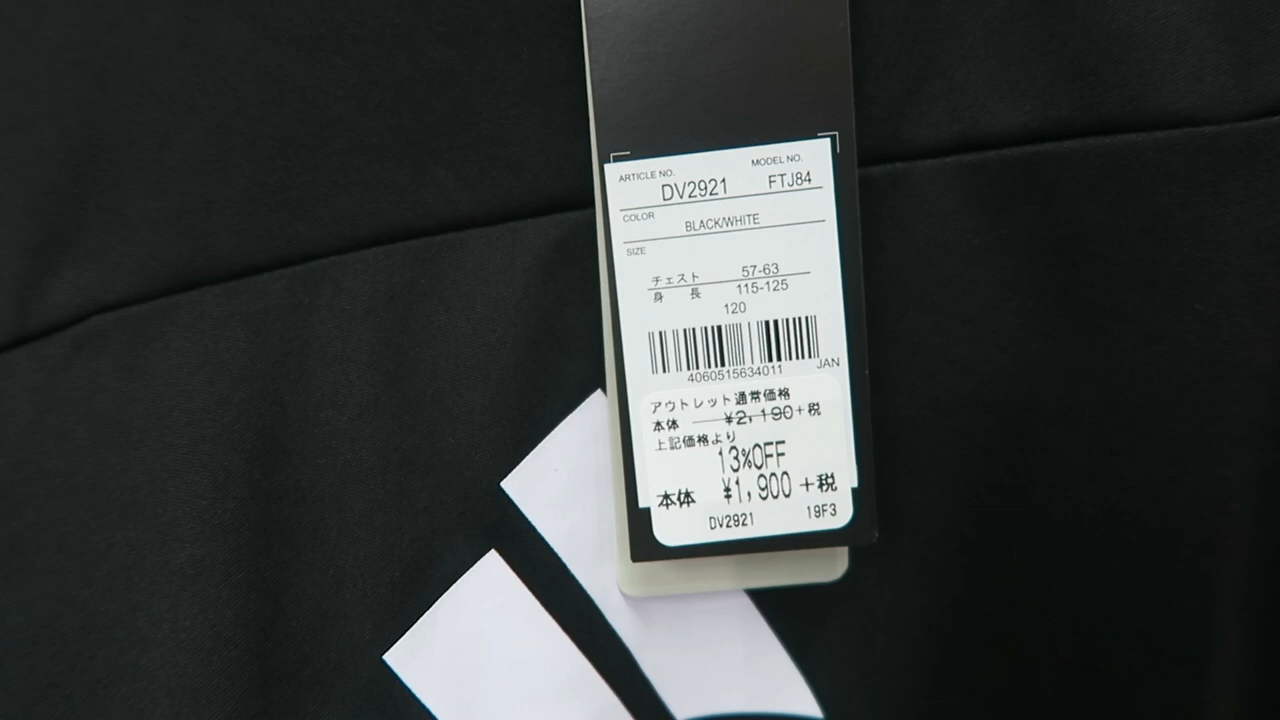 ARTICLE NO. MODEL NO.
DV2921 FTJ84
COLOR
BLACK/WHITE
SIZE
チェスト 57-63
身長 115-125
120
JAN
4060515634011
アウトレット通常価格
本体 ¥2,190+税
上記価格より
13%OFF
本体 ¥1,900+税
DV2921 19F3